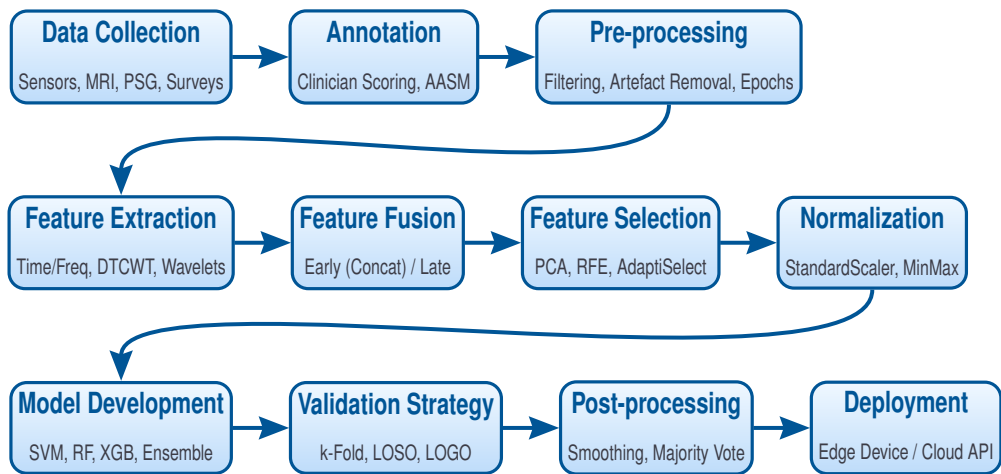 Data Collection
Sensors, MRI, PSG, Surveys
Annotation
Clinician Scoring, AASM
Pre-processing
Filtering, Artefact Removal, Epochs
Feature Extraction
Time/Freq, DTCWT, Wavelets
Feature Fusion
Early (Concat) / Late
Feature Selection
PCA, RFE, AdaptiSelect
Normalization
StandardScaler, MinMax
Model Development
SVM, RF, XGB, Ensemble
Validation Strategy
k-Fold, LOSO, LOGO
Post-processing
Smoothing, Majority Vote
Deployment
Edge Device / Cloud API